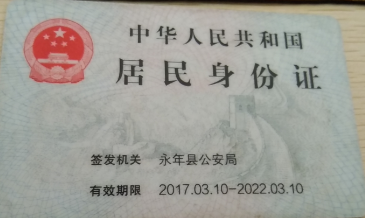 中华人民共和国
居民身份证
签发机关 永年县公安局
有效期限 2017.03.10-2022.03.10